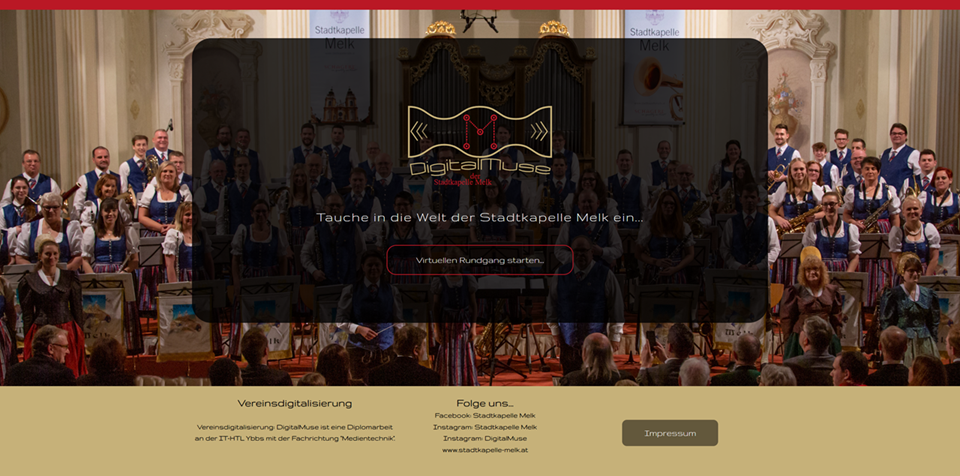 Stadtkapelle
Melk
Stadtkapelle
Melk
DigitalMuse
der
Stadtkapelle Melk
Tauche in die Welt der Stadtkapelle Melk ein...
Virtuellen Rundgang starten...
Vereinsdigitalisierung
Vereinsdigitalisierung: DigitalMuse ist eine Diplomarbeit
an der IT-HTL Ybbs mit der Fachrichtung "Medientechnik".
Folge uns...
Facebook: Stadtkapelle Melk
Instagram: Stadtkapelle Melk
Instagram: DigitalMuse
www.stadtkapelle-melk.at
Impressum